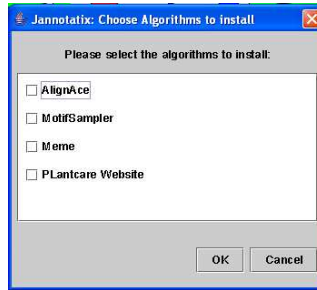 Jannotatix: Choose Algorithms to install
Please select the algorithms to install:
AlignAce
MotifSampler
Meme
PLantcare Website
OK Cancel